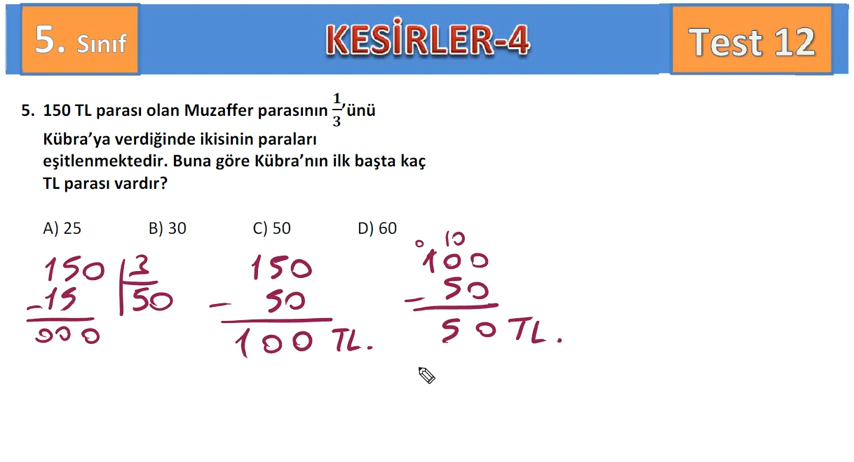 5. Sınıf
KESİRLER-4
Test 12
5. 150 TL parası olan Muzaffer parasının 1/3'ünü
Kübra'ya verdiğinde ikisinin paraları
eşitlenmektedir. Buna göre Kübra'nın ilk başta kaç
TL parası vardır?
A) 25 B) 30 C) 50 D) 60
150 | 3
- 15 | 50
000
150
- 50
100 TL.
0 10
100
- 50
50 TL.